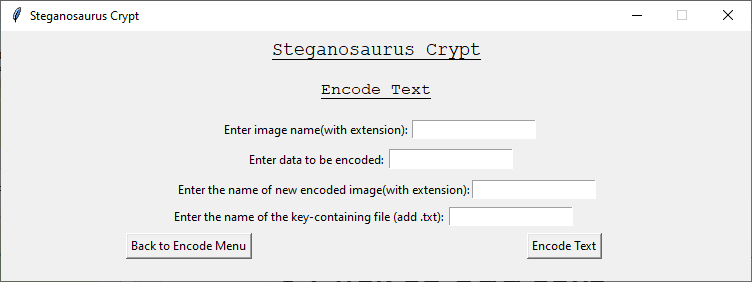 Steganosaurus Crypt
Steganosaurus Crypt
Encode Text
Enter image name(with extension):
Enter data to be encoded:
Enter the name of new encoded image(with extension):
Enter the name of the key-containing file (add .txt):
Back to Encode Menu Encode Text